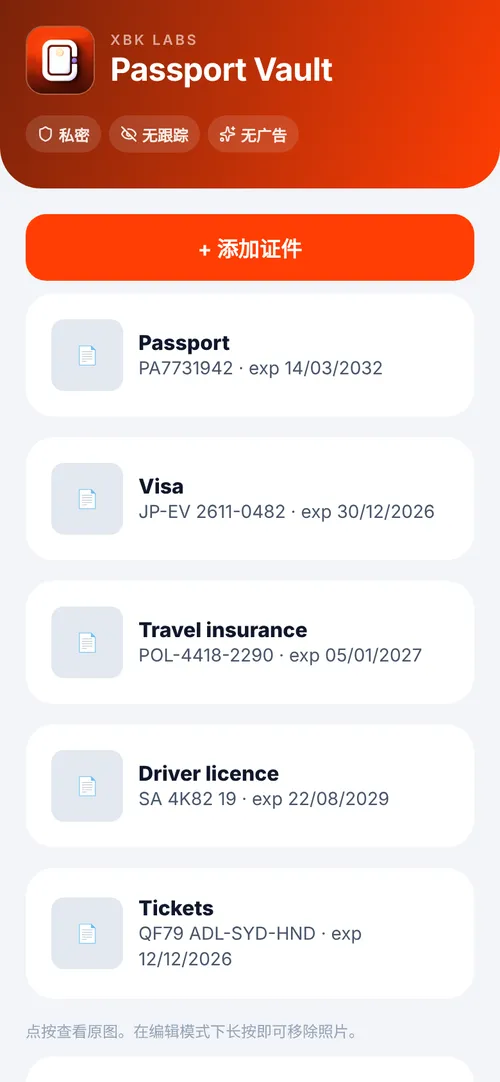 XBK LABS
Passport Vault
私密
无跟踪
无广告
+ 添加证件
Passport
PA7731942 · exp 14/03/2032
Visa
JP-EV 2611-0482 · exp 30/12/2026
Travel insurance
POL-4418-2290 · exp 05/01/2027
Driver licence
SA 4K82 19 · exp 22/08/2029
Tickets
QF79 ADL-SYD-HND · exp
12/12/2026
点按查看原图。在编辑模式下长按即可移除照片。